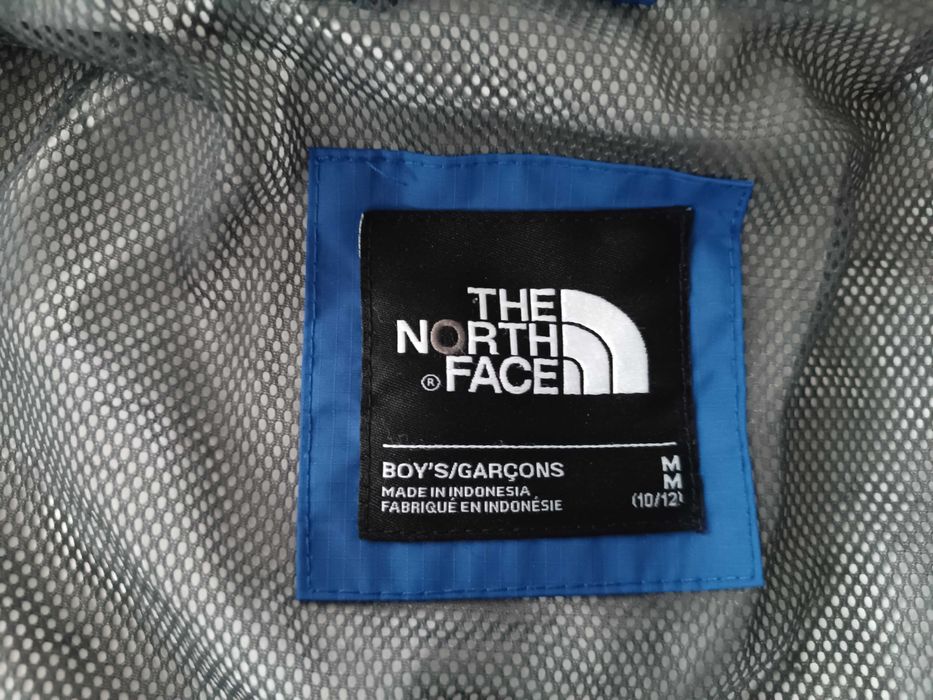 THE
NORTH
® FACE
BOY'S/GARÇONS M
MADE IN INDONESIA M
FABRIQUÉ EN INDONÉSIE (10/12)